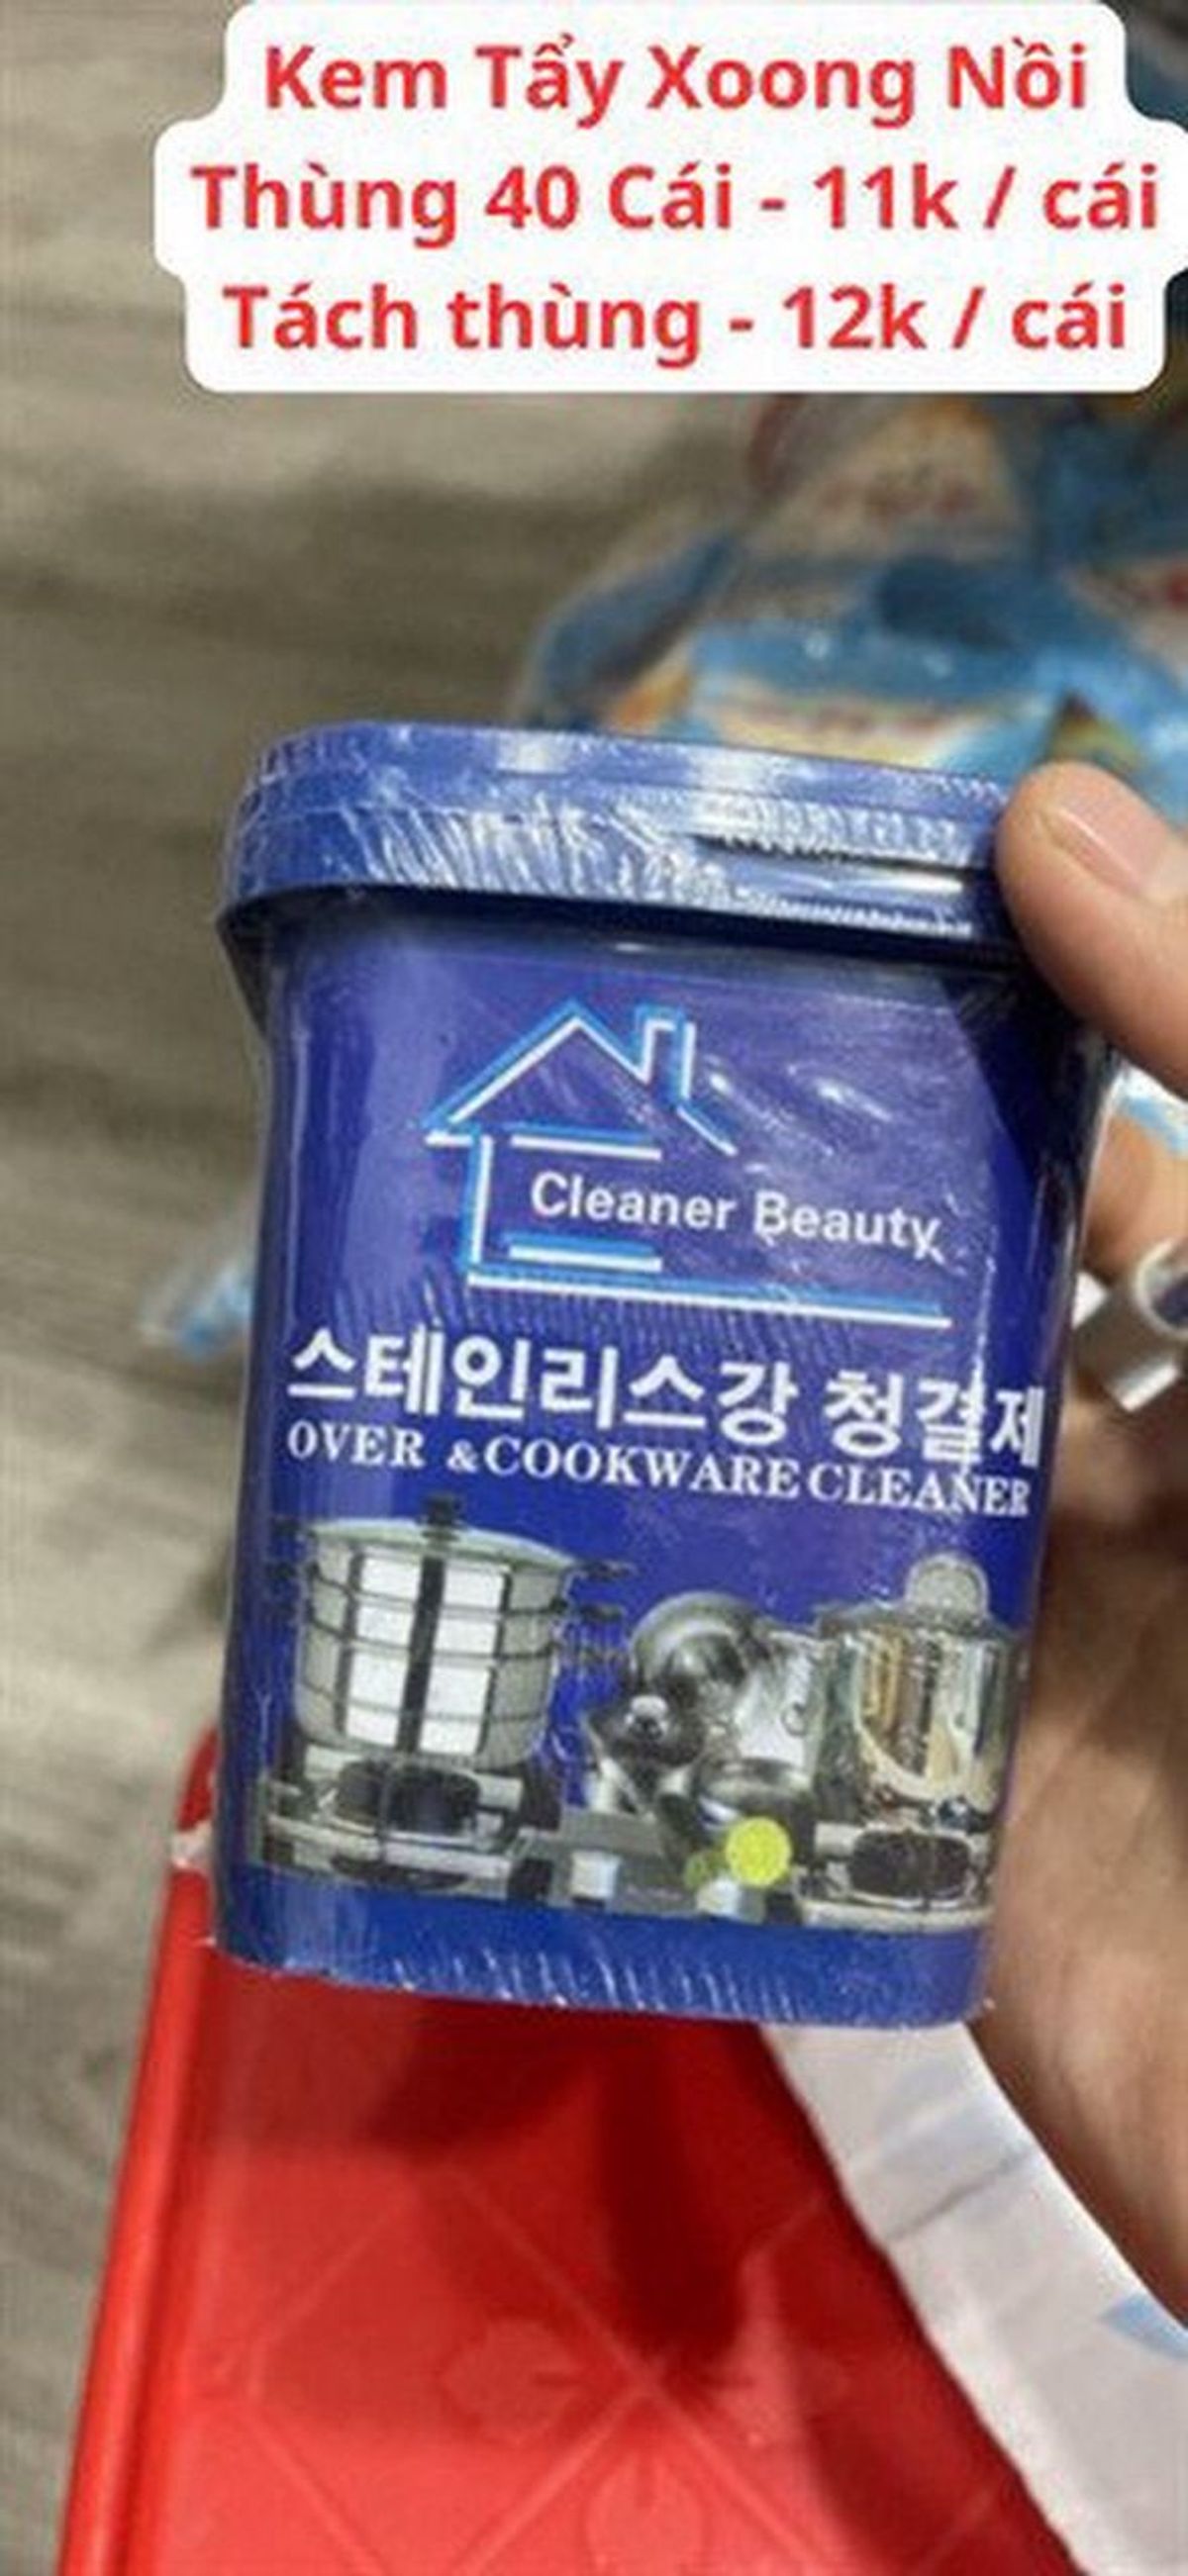 Kem Tẩy Xoong Nồi
Thùng 40 Cái - 11k / cái
Tách thùng - 12k / cái
Cleaner Beauty
스테인리스강 청결제
OVER & COOKWARE CLEANER